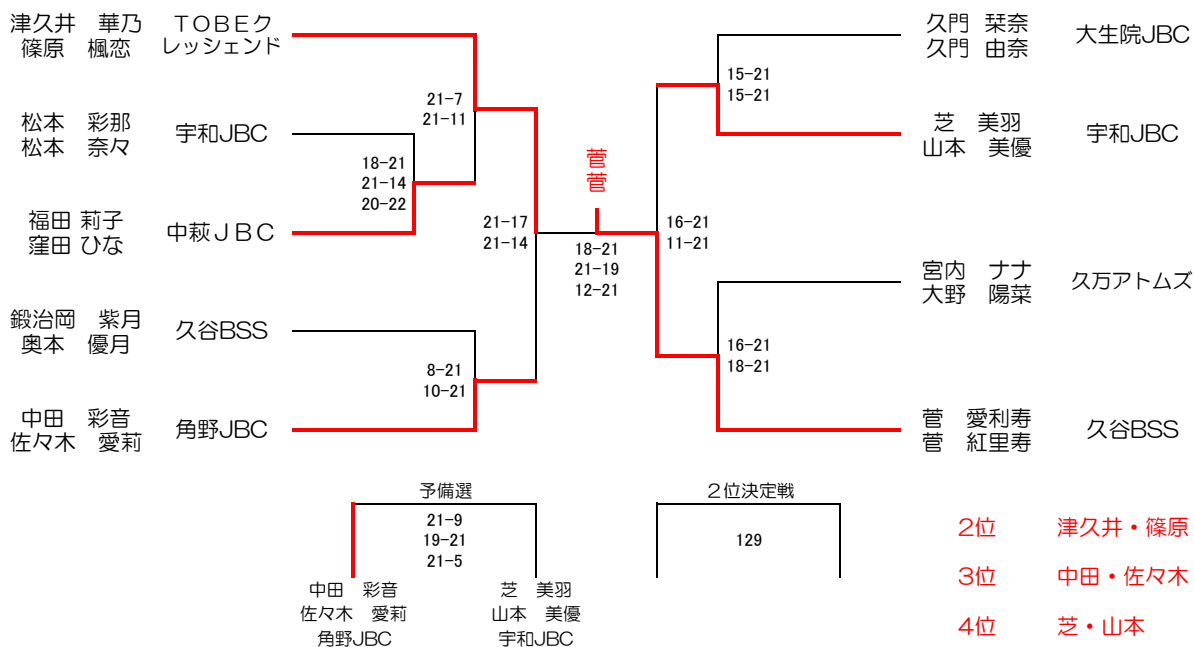 津久井　華乃　ＴＯＢＥク
篠原　楓恋　レッシェンド
21-7
21-11
松本　彩那　宇和JBC
松本　奈々
18-21
21-14
20-22
福田 莉子　中萩ＪＢＣ
窪田 ひな
21-17
21-14
鍛治岡　紫月　久谷BSS
奥本　優月
8-21
10-21
中田　彩音　角野JBC
佐々木　愛莉
菅
菅
18-21
21-19
12-21
久門　栞奈　大生院JBC
久門　由奈
15-21
15-21
芝　美羽　宇和JBC
山本　美優
16-21
11-21
宮内　ナナ　久万アトムズ
大野　陽菜
16-21
18-21
菅　愛利寿　久谷BSS
菅　紅里寿
予備選
21-9
19-21
21-5
中田　彩音
佐々木　愛莉
角野JBC
芝　美羽
山本　美優
宇和JBC
２位決定戦
129
2位　津久井・篠原
3位　中田・佐々木
4位　芝・山本